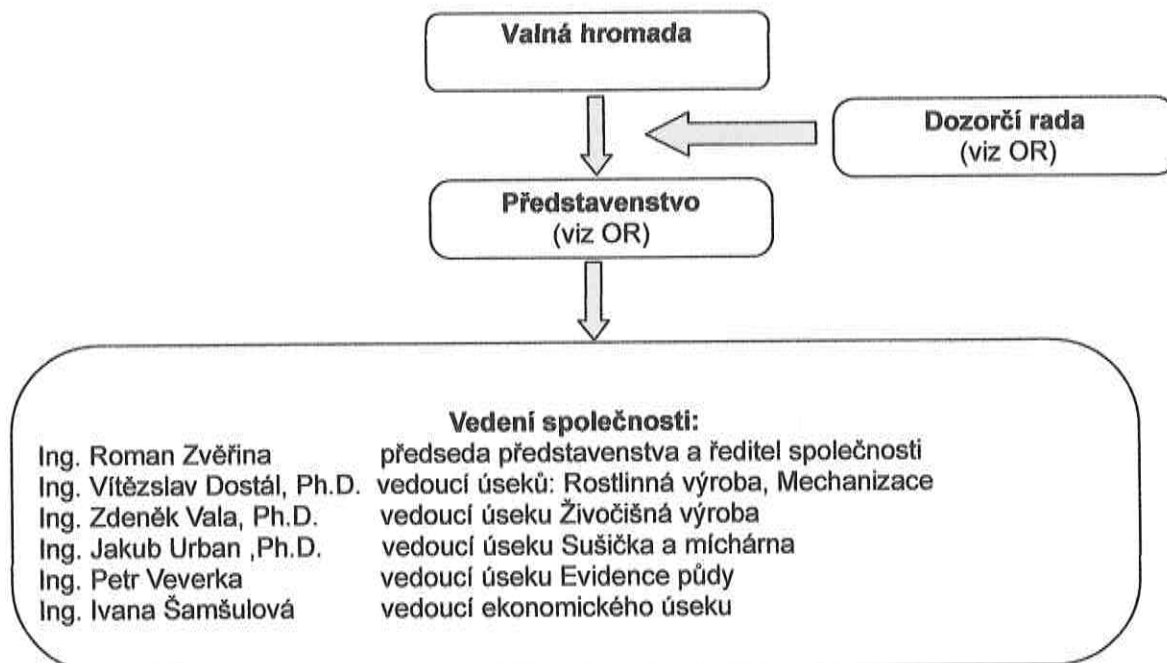 Valná hromada
Dozorčí rada
(viz OR)
Představenstvo
(viz OR)
Vedení společnosti:
Ing. Roman Zvěřina předseda představenstva a ředitel společnosti
Ing. Vítězslav Dostál, Ph.D. vedoucí úseků: Rostlinná výroba, Mechanizace
Ing. Zdeněk Vala, Ph.D. vedoucí úseku Živočišná výroba
Ing. Jakub Urban ,Ph.D. vedoucí úseku Sušička a míchárna
Ing. Petr Veverka vedoucí úseku Evidence půdy
Ing. Ivana Šamšulová vedoucí ekonomického úseku